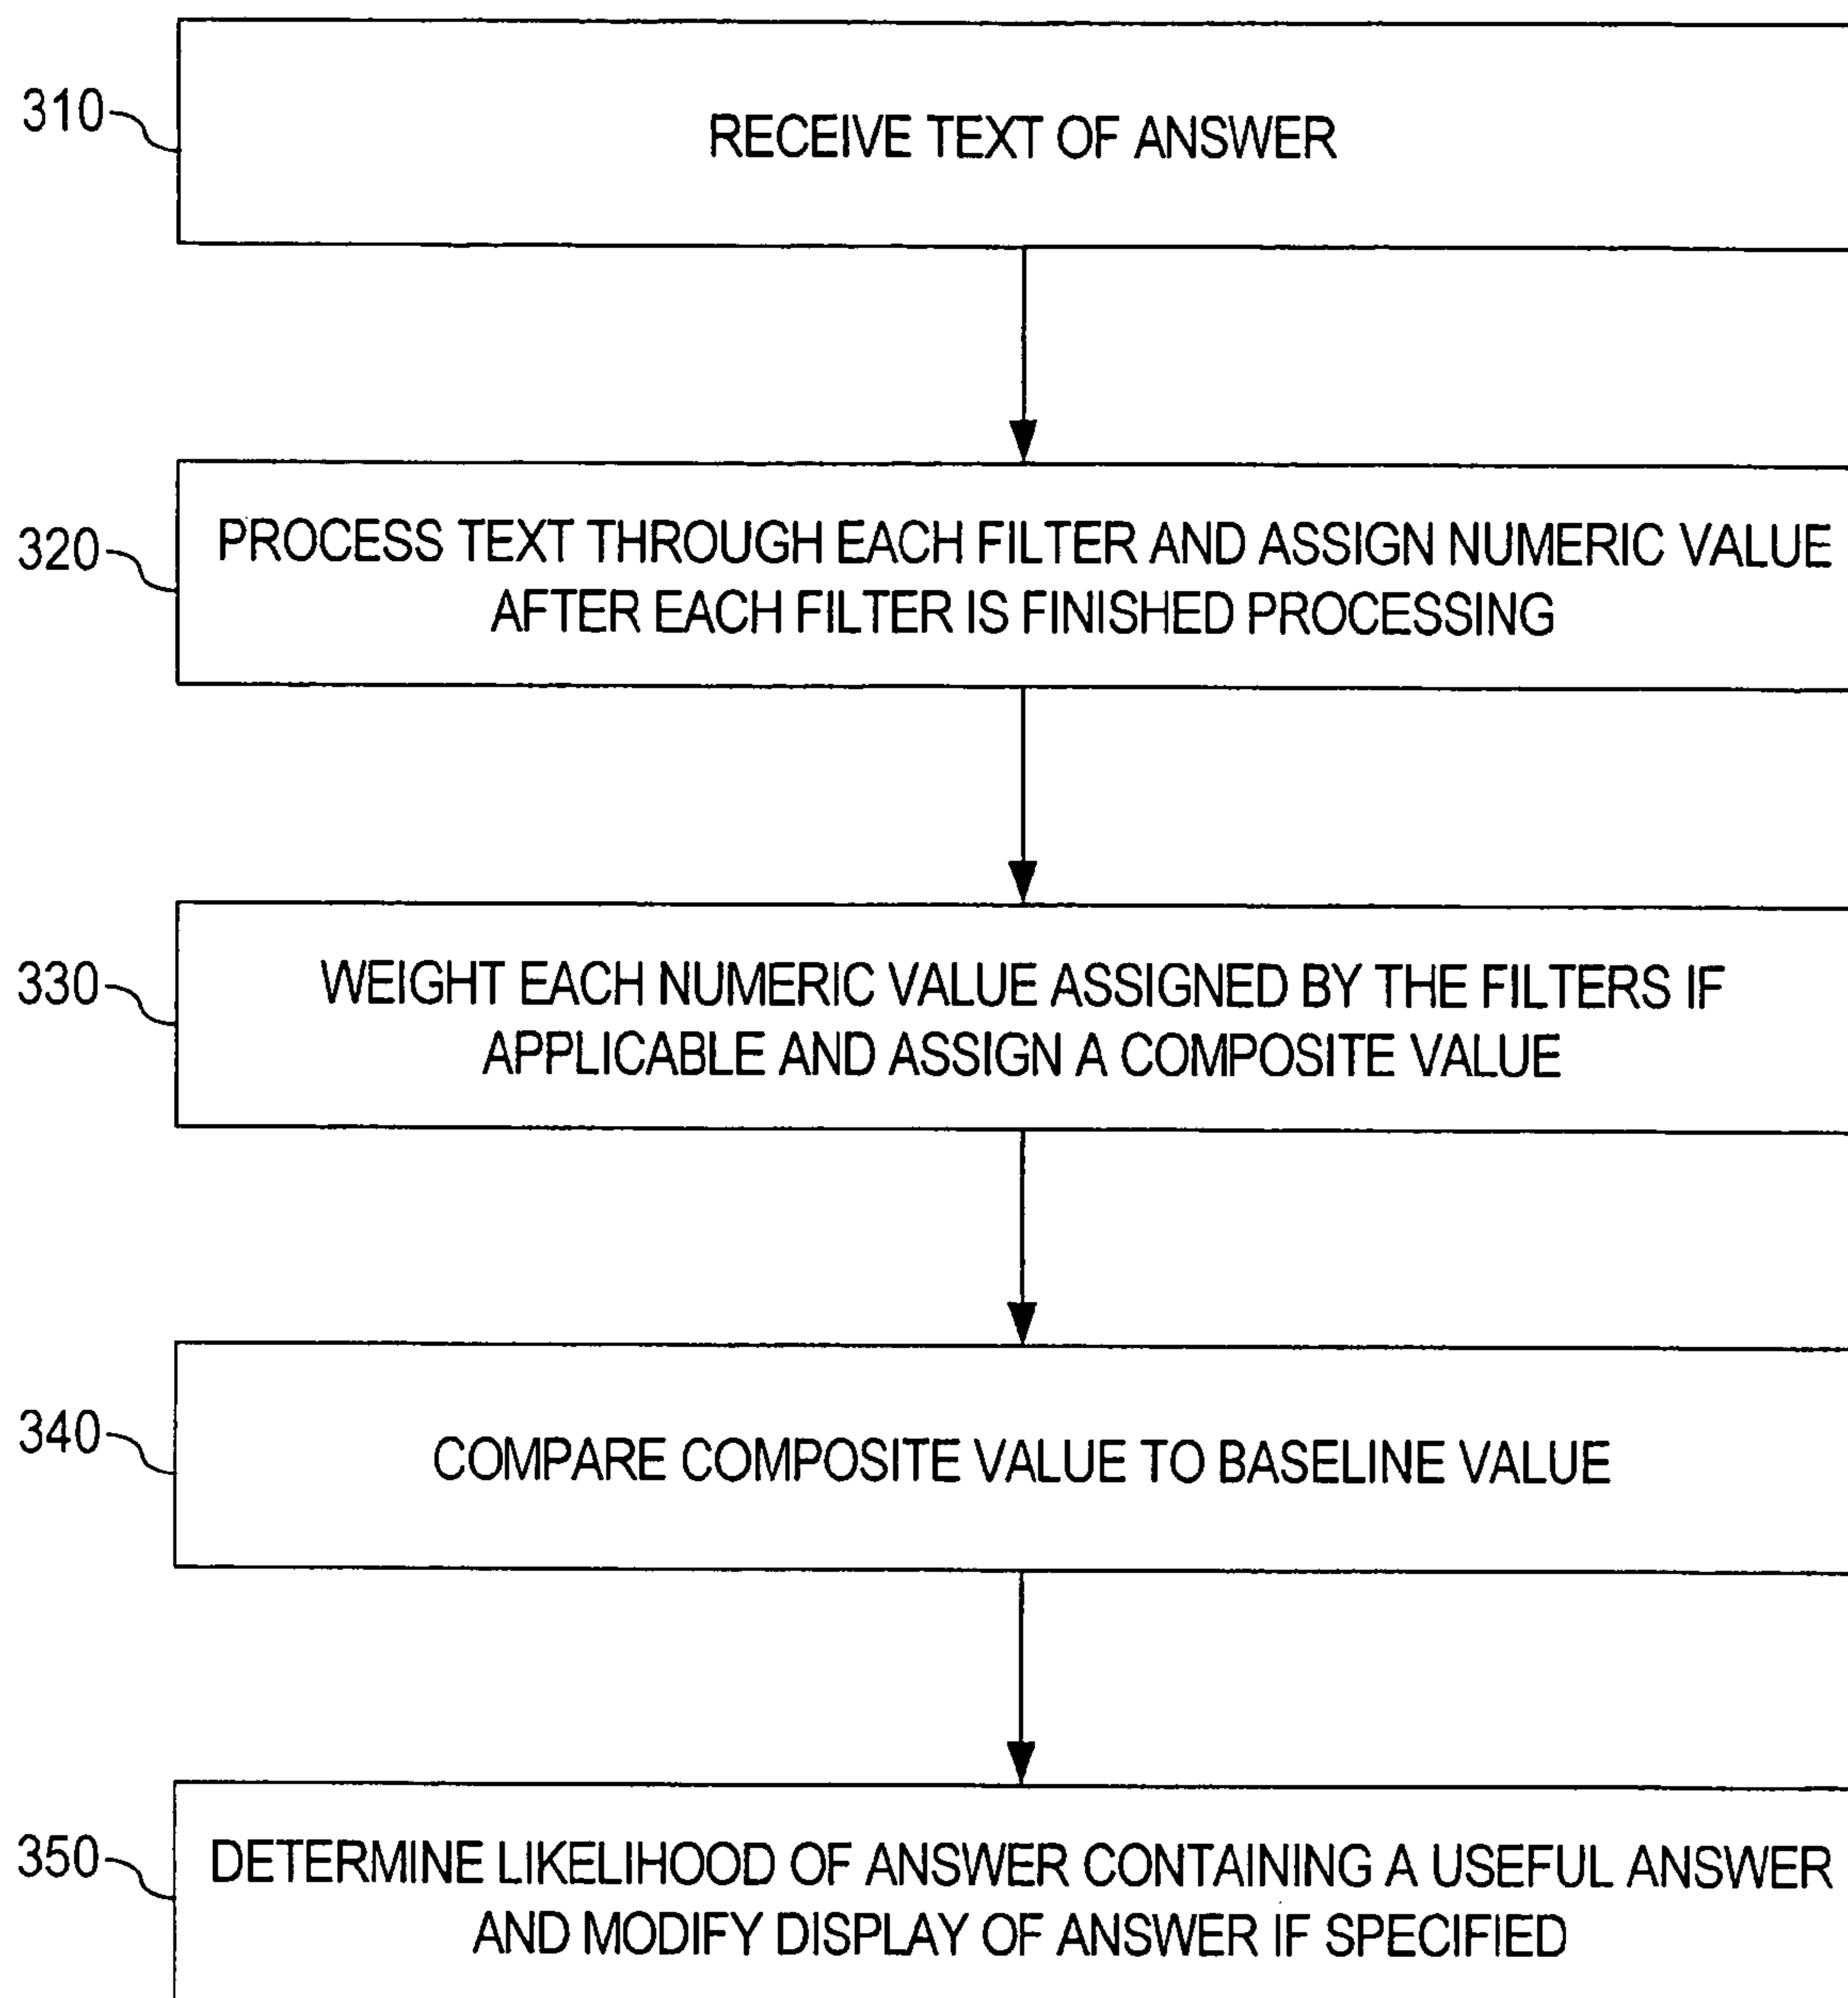 310
RECEIVE TEXT OF ANSWER
320
PROCESS TEXT THROUGH EACH FILTER AND ASSIGN NUMERIC VALUE
AFTER EACH FILTER IS FINISHED PROCESSING
330
WEIGHT EACH NUMERIC VALUE ASSIGNED BY THE FILTERS IF
APPLICABLE AND ASSIGN A COMPOSITE VALUE
340
COMPARE COMPOSITE VALUE TO BASELINE VALUE
350
DETERMINE LIKELIHOOD OF ANSWER CONTAINING A USEFUL ANSWER
AND MODIFY DISPLAY OF ANSWER IF SPECIFIED